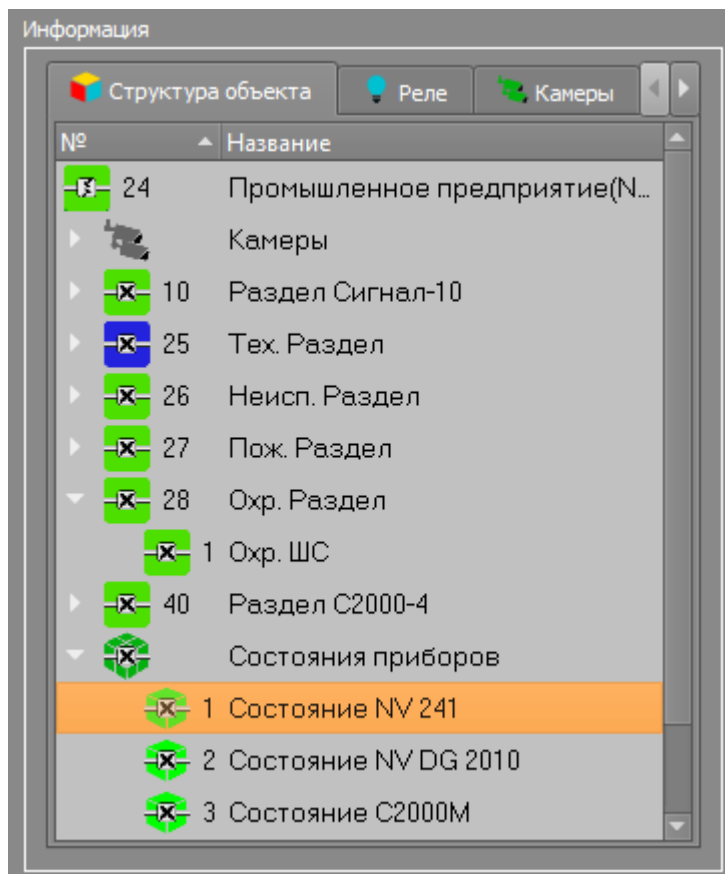 Информация
Структура объекта Реле Камеры
№ Название
24 Промышленное предприятие(N...
Камеры
10 Раздел Сигнал-10
25 Тех. Раздел
26 Неисп. Раздел
27 Пож. Раздел
28 Охр. Раздел
1 Охр. ШС
40 Раздел С2000-4
Состояния приборов
1 Состояние NV 241
2 Состояние NV DG 2010
3 Состояние С2000М